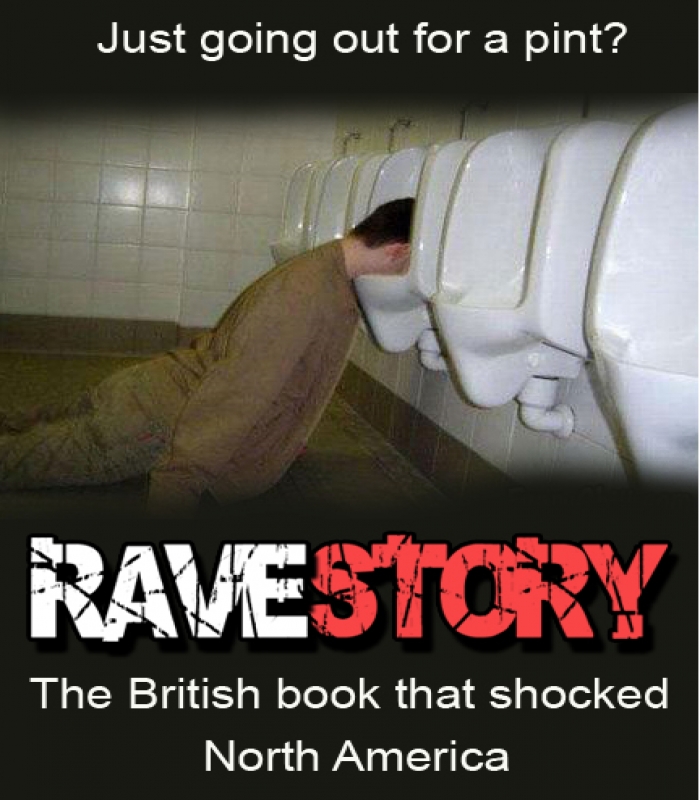 Just going out for a pint?
RAVESTORY
The British book that shocked
North America